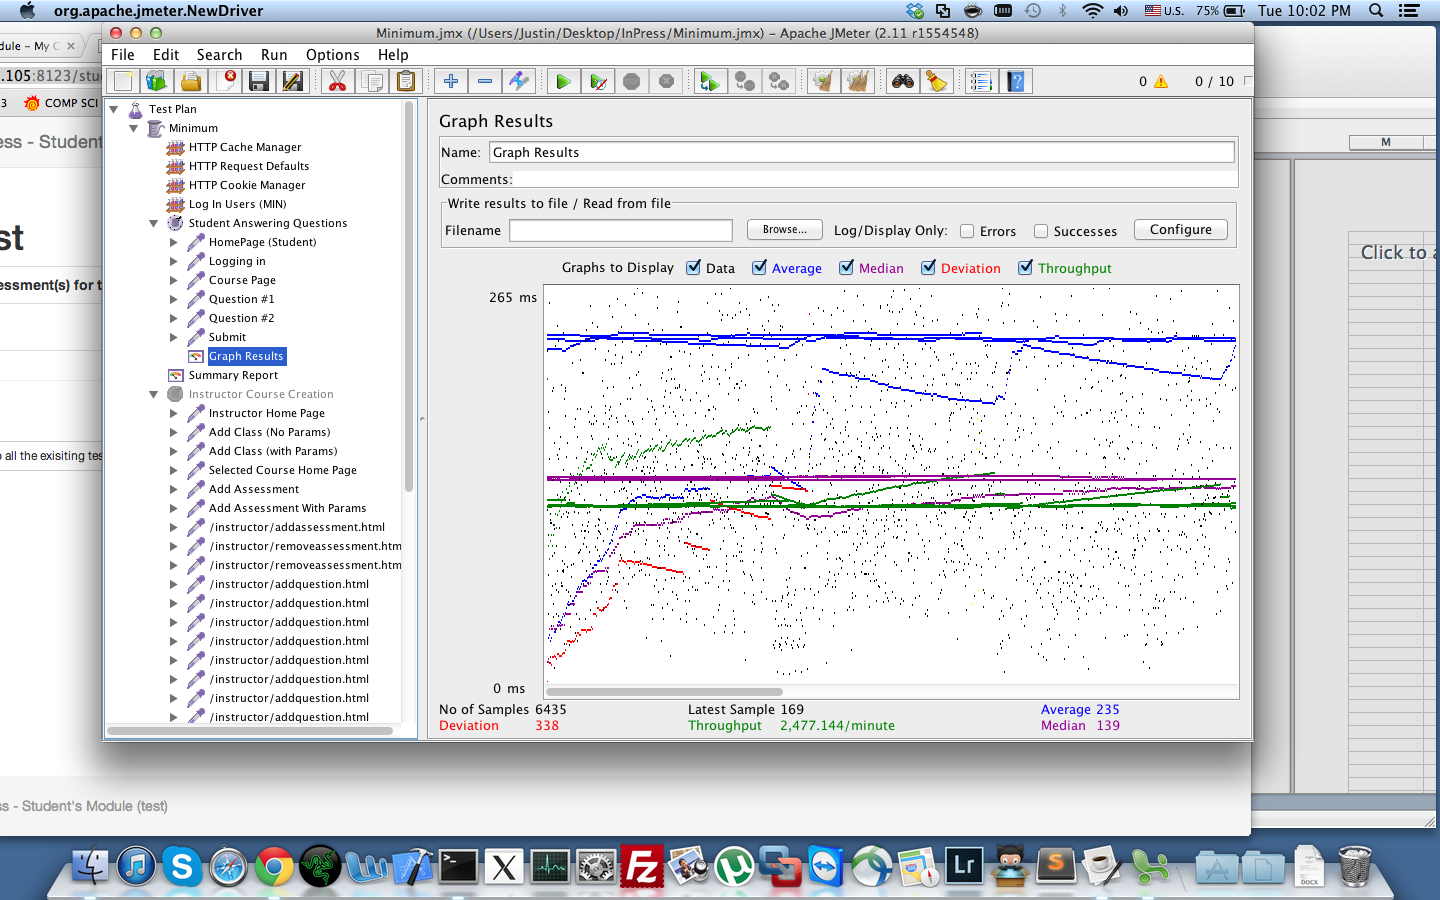 org.apache.jmeter.NewDriver
U.S. 75% Tue 10:02 PM
Minimum.jmx (/Users/Justin/Desktop/InPress/Minimum.jmx) – Apache JMeter (2.11 r1554548)
File Edit Search Run Options Help
0 0 / 10
dule – My C
.105:8123/stu
3 COMP SCI
ess - Student
st
essment(s) for t
o all the exisiting tes
ss - Student's Module (test)
Test Plan
Minimum
HTTP Cache Manager
HTTP Request Defaults
HTTP Cookie Manager
Log In Users (MIN)
Student Answering Questions
HomePage (Student)
Logging in
Course Page
Question #1
Question #2
Submit
Graph Results
Summary Report
Instructor Course Creation
Instructor Home Page
Add Class (No Params)
Add Class (with Params)
Selected Course Home Page
Add Assessment
Add Assessment With Params
/instructor/addassessment.html
/instructor/removeassessment.htm
/instructor/removeassessment.htm
/instructor/addquestion.html
/instructor/addquestion.html
/instructor/addquestion.html
/instructor/addquestion.html
/instructor/addquestion.html
/instructor/addquestion.html
/instructor/addquestion.html
/instructor/addquestion.html
Graph Results
Name: Graph Results
Comments:
Write results to file / Read from file
Filename Browse... Log/Display Only: Errors Successes Configure
Graphs to Display Data Average Median Deviation Throughput
265 ms
0 ms
No of Samples 6435 Latest Sample 169 Average 235
Deviation 338 Throughput 2,477.144/minute Median 139
M
Click to a
Lr
DOCX